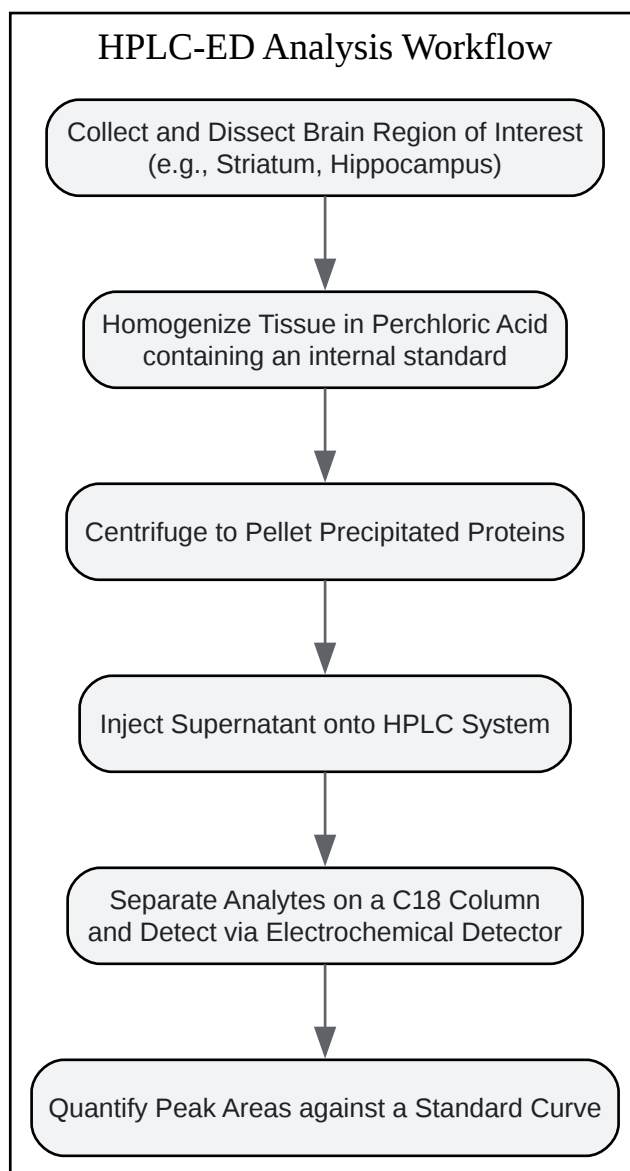 HPLC-ED Analysis Workflow
Collect and Dissect Brain Region of Interest
(e.g., Striatum, Hippocampus)
Homogenize Tissue in Perchloric Acid
containing an internal standard
Centrifuge to Pellet Precipitated Proteins
Inject Supernatant onto HPLC System
Separate Analytes on a C18 Column
and Detect via Electrochemical Detector
Quantify Peak Areas against a Standard Curve